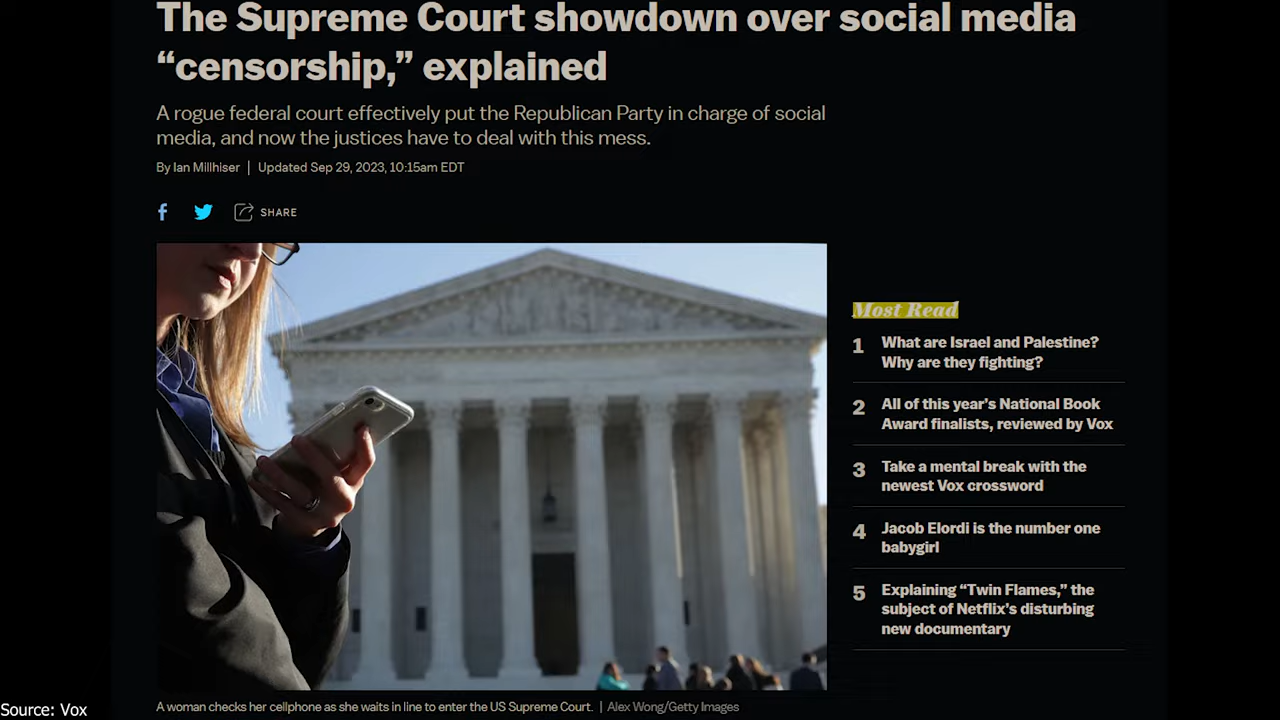 The Supreme Court showdown over social media
“censorship,” explained
A rogue federal court effectively put the Republican Party in charge of social
media, and now the justices have to deal with this mess.
By Ian Millhiser | Updated Sep 29, 2023, 10:15am EDT
SHARE
Most Read
1 What are Israel and Palestine?
Why are they fighting?
2 All of this year’s National Book
Award finalists, reviewed by Vox
3 Take a mental break with the
newest Vox crossword
4 Jacob Elordi is the number one
babygirl
5 Explaining “Twin Flames,” the
subject of Netflix’s disturbing
new documentary
A woman checks her cellphone as she waits in line to enter the US Supreme Court. | Alex Wong/Getty Images
Source: Vox